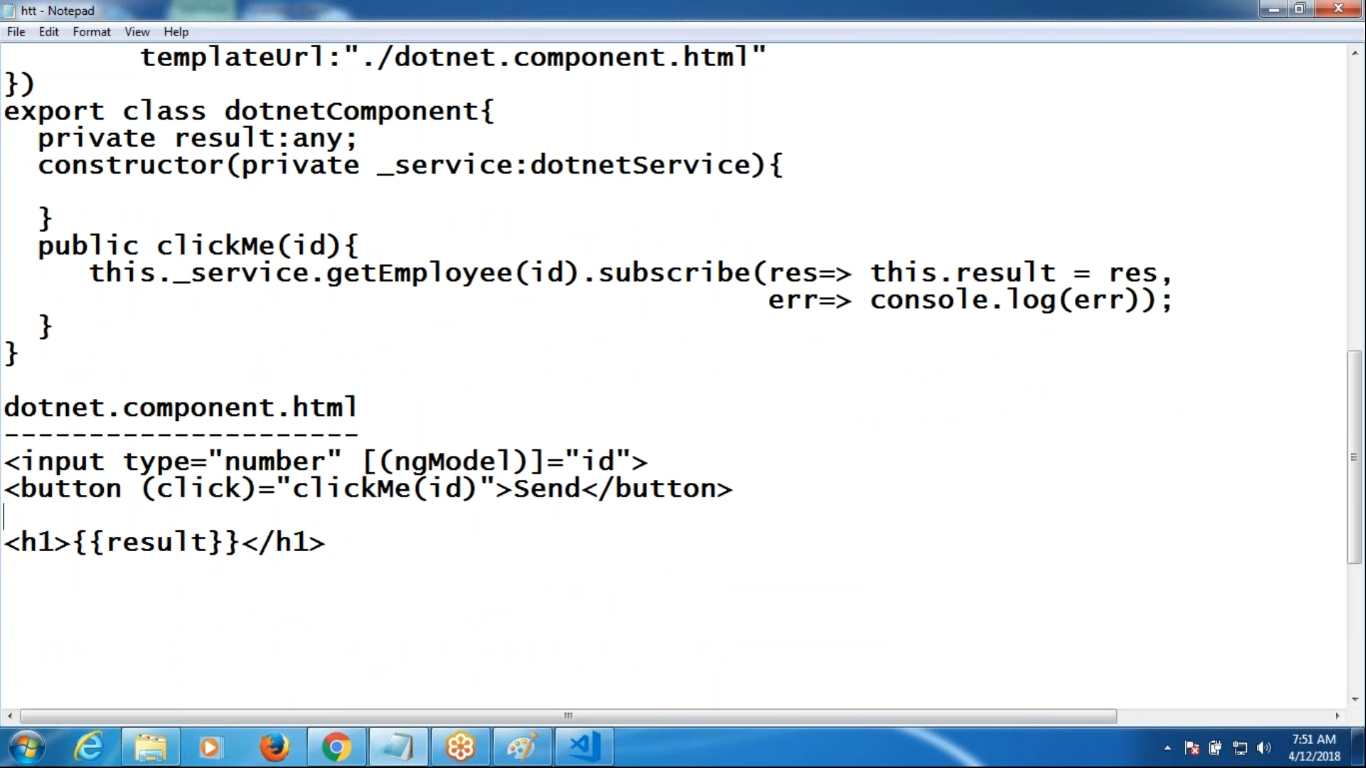 htt - Notepad
File Edit Format View Help
templateUrl:"./dotnet.component.html"
})
export class dotnetComponent{
private result:any;
constructor(private _service:dotnetService){
}
public clickMe(id){
this._service.getEmployee(id).subscribe(res=> this.result = res,
err=> console.log(err));
}
}
dotnet.component.html
---------------------
<input type="number" [(ngModel)]="id">
<button (click)="clickMe(id)">Send</button>
<h1>{{result}}</h1>
7:51 AM
4/12/2018